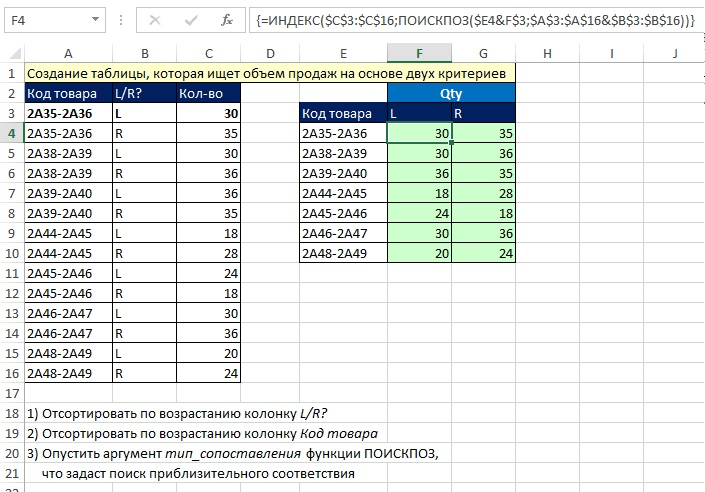 F4 fx {=ИНДЕКС($C$3:$C$16;ПОИСКПОЗ($E4&F$3;$A$3:$A$16&$B$3:$B$16))}
A B C D E F G H I J
1 Создание таблицы, которая ищет объем продаж на основе двух критериев
2 Код товара L/R? Кол-во Qty
3 2A35-2A36 L 30 Код товара L R
4 2A35-2A36 R 35 2A35-2A36 30 35
5 2A38-2A39 L 30 2A38-2A39 30 36
6 2A38-2A39 R 36 2A39-2A40 36 35
7 2A39-2A40 L 36 2A44-2A45 18 28
8 2A39-2A40 R 35 2A45-2A46 24 18
9 2A44-2A45 L 18 2A46-2A47 30 36
10 2A44-2A45 R 28 2A48-2A49 20 24
11 2A45-2A46 L 24
12 2A45-2A46 R 18
13 2A46-2A47 L 30
14 2A46-2A47 R 36
15 2A48-2A49 L 20
16 2A48-2A49 R 24
17
18 1) Отсортировать по возрастанию колонку L/R?
19 2) Отсортировать по возрастанию колонку Код товара
20 3) Опустить аргумент тип_сопоставления функции ПОИСКПОЗ,
21 что задаст поиск приблизительного соответствия